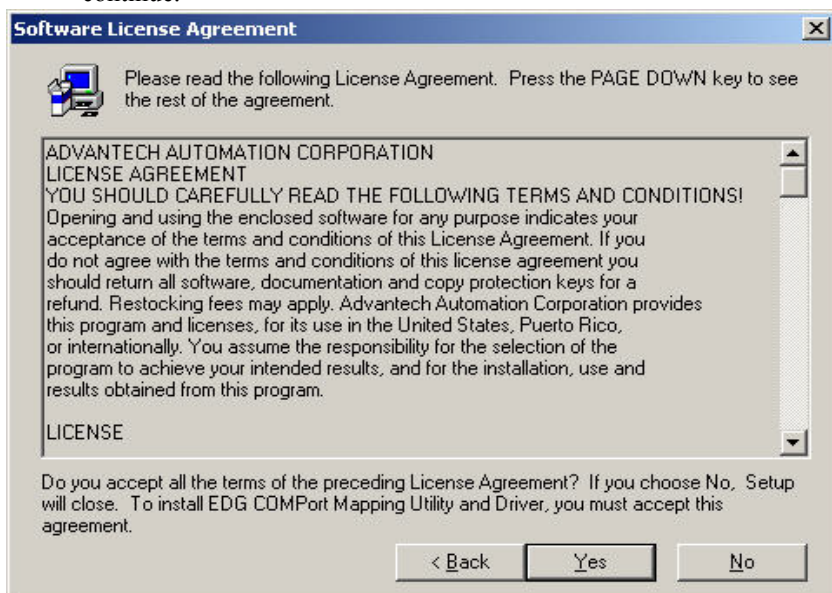 continue.
Software License Agreement
Please read the following License Agreement. Press the PAGE DOWN key to see
the rest of the agreement.
ADVANTECH AUTOMATION CORPORATION
LICENSE AGREEMENT
YOU SHOULD CAREFULLY READ THE FOLLOWING TERMS AND CONDITIONS!
Opening and using the enclosed software for any purpose indicates your
acceptance of the terms and conditions of this License Agreement. If you
do not agree with the terms and conditions of this license agreement you
should return all software, documentation and copy protection keys for a
refund. Restocking fees may apply. Advantech Automation Corporation provides
this program and licenses, for its use in the United States, Puerto Rico,
or internationally. You assume the responsibility for the selection of the
program to achieve your intended results, and for the installation, use and
results obtained from this program.
LICENSE
Do you accept all the terms of the preceding License Agreement? If you choose No, Setup
will close. To install EDG COMPort Mapping Utility and Driver, you must accept this
agreement.
< Back
Yes
No